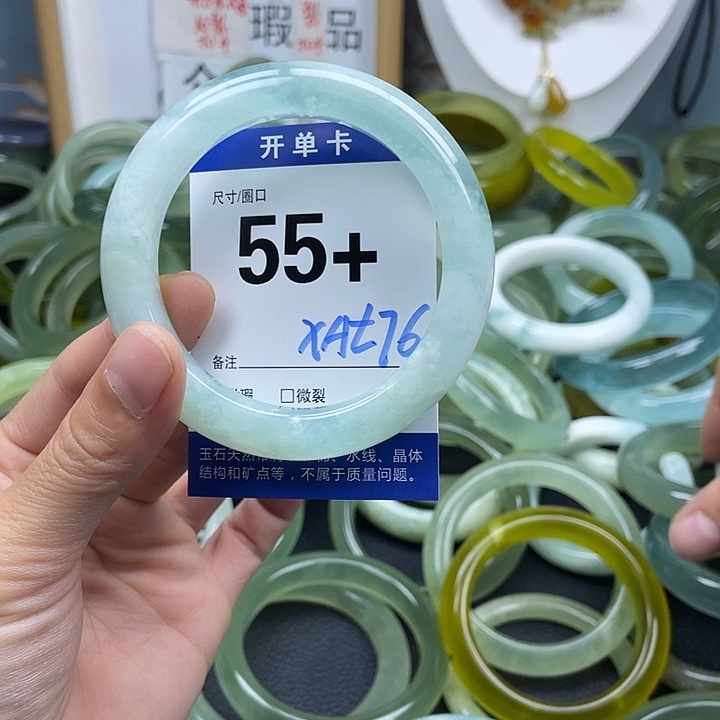 瑕 品
开单卡
尺寸/圈口
55+
XAL76
备注
瑕 □微裂
玉石天然 、水线、晶体
结构和矿点等，不属于质量问题。